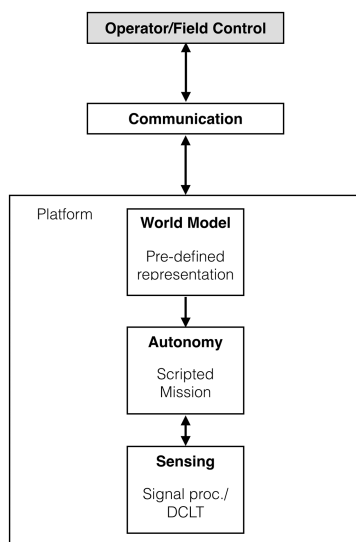 Operator/Field Control
Communication
Platform
World Model
Pre-defined
representation
Autonomy
Scripted
Mission
Sensing
Signal proc./
DCLT